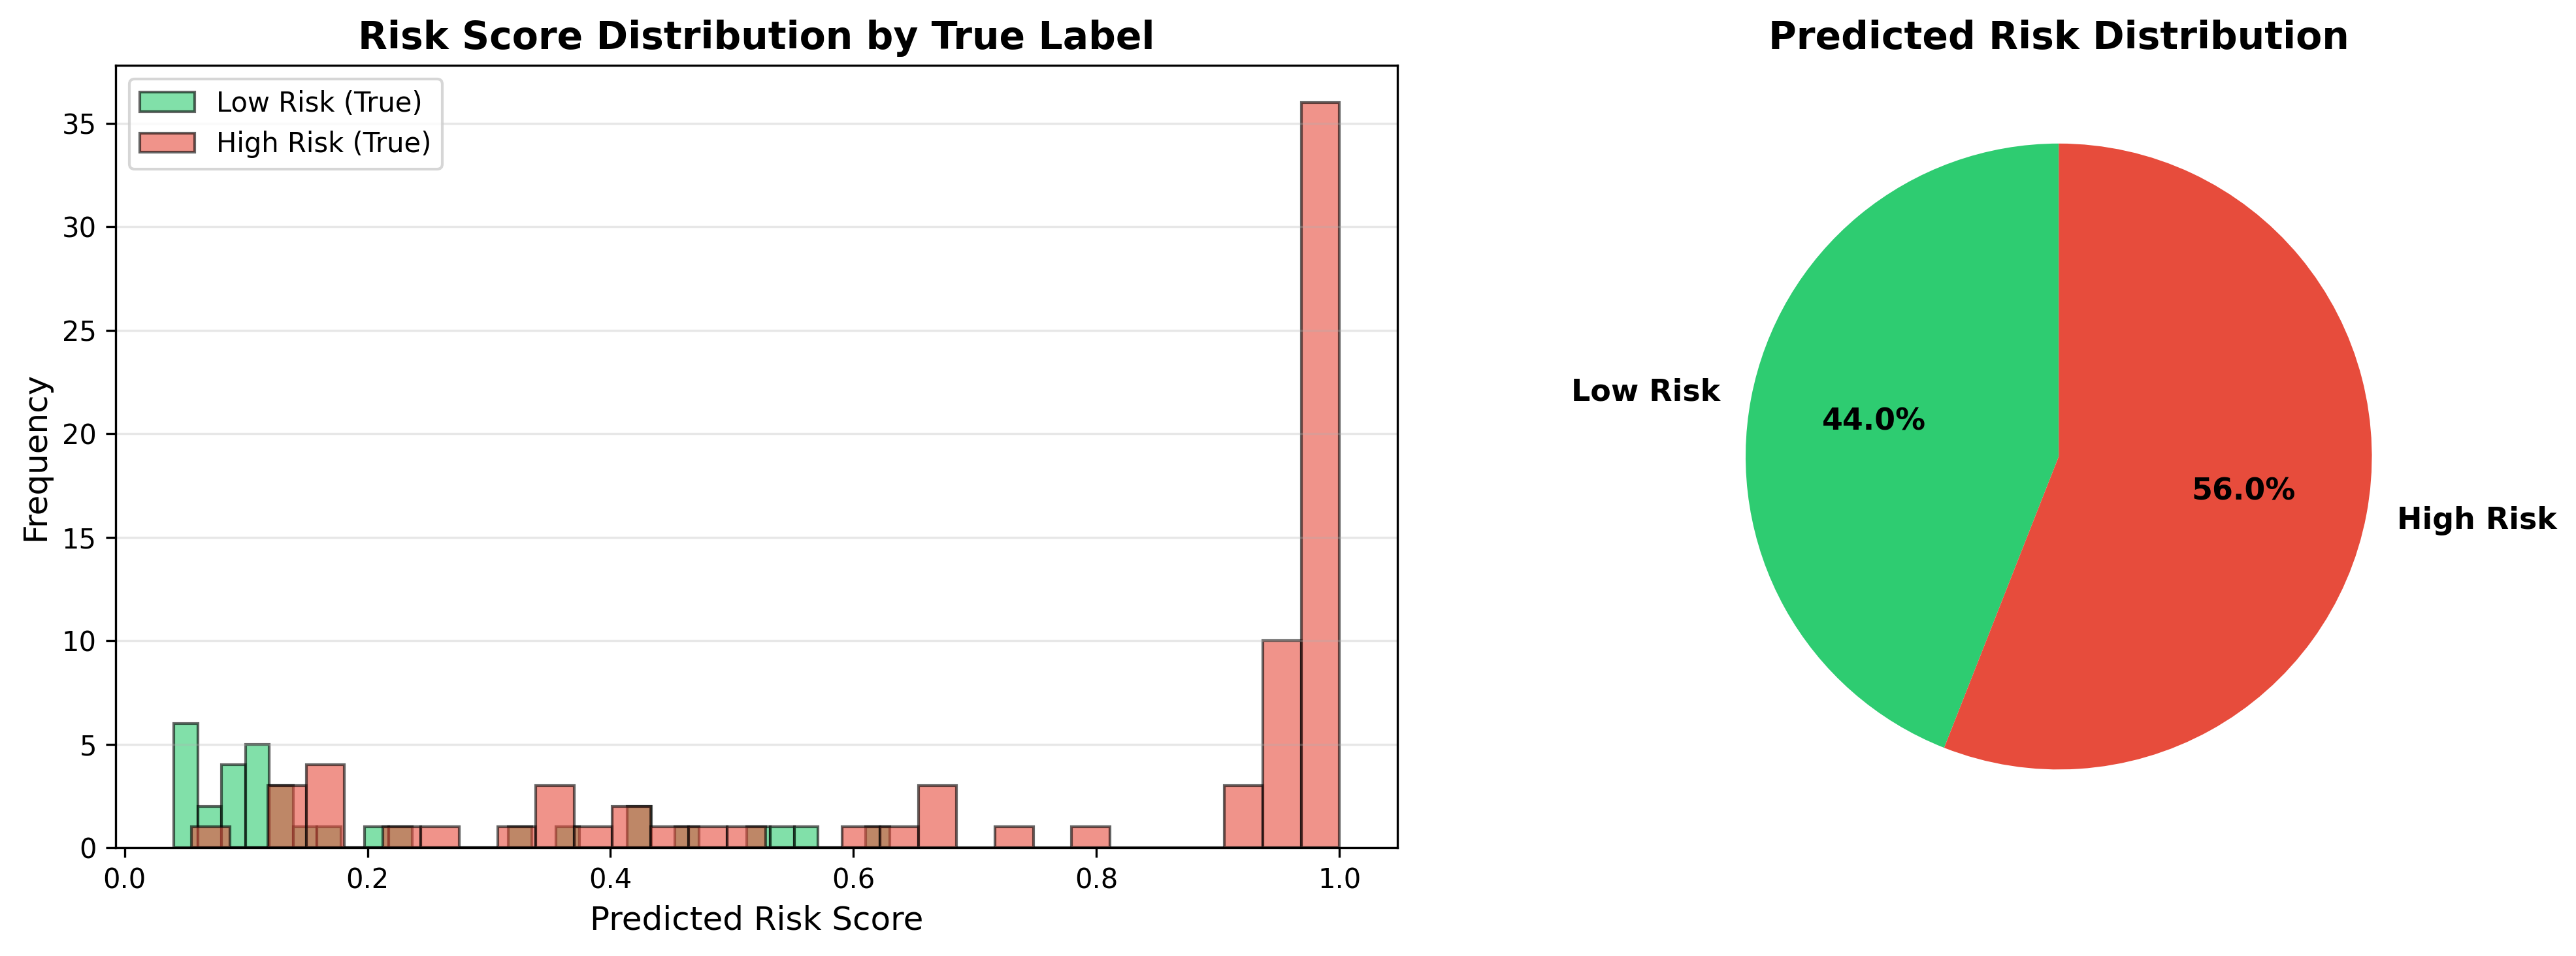 Risk Score Distribution by True Label
Low Risk (True)
High Risk (True)
Frequency
35
30
25
20
15
10
5
0
0.0 0.2 0.4 0.6 0.8 1.0
Predicted Risk Score
Predicted Risk Distribution
Low Risk
44.0%
56.0%
High Risk